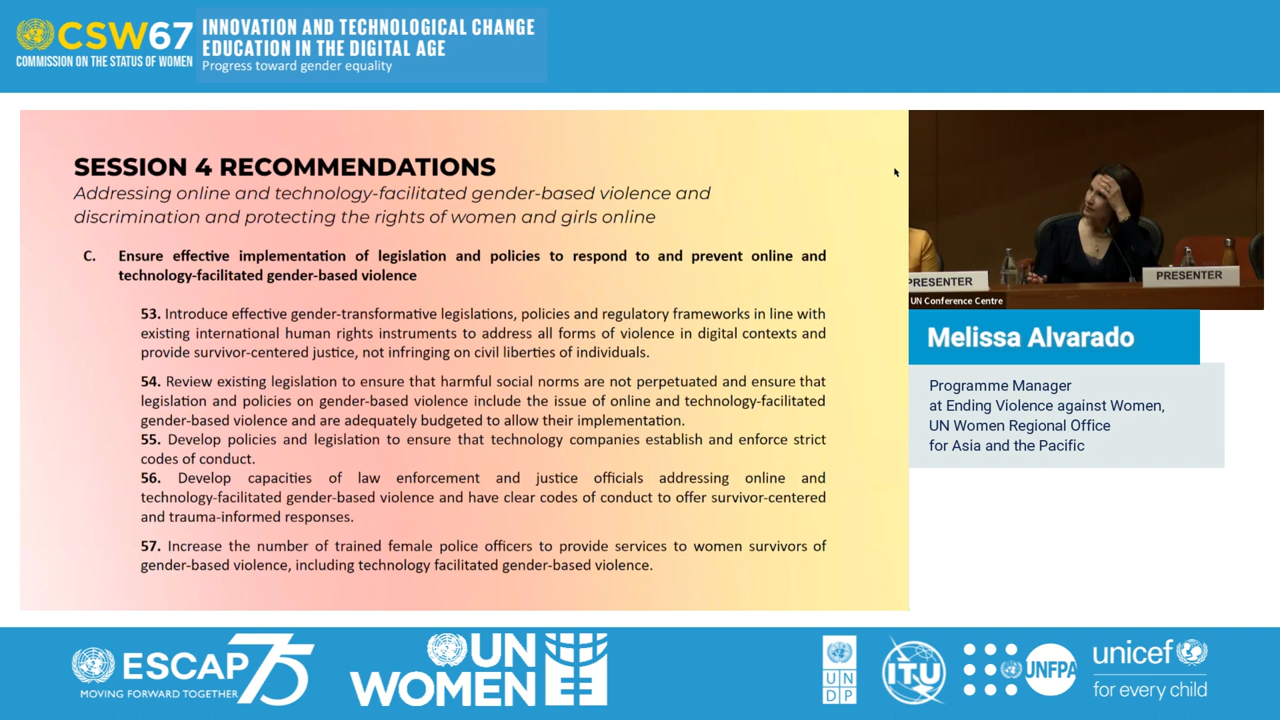 CSW67
COMMISSION ON THE STATUS OF WOMEN
INNOVATION AND TECHNOLOGICAL CHANGE
EDUCATION IN THE DIGITAL AGE
Progress toward gender equality
SESSION 4 RECOMMENDATIONS
Addressing online and technology-facilitated gender-based violence and
discrimination and protecting the rights of women and girls online
C. Ensure effective implementation of legislation and policies to respond to and prevent online and
technology-facilitated gender-based violence
53. Introduce effective gender-transformative legislations, policies and regulatory frameworks in line with
existing international human rights instruments to address all forms of violence in digital contexts and
provide survivor-centered justice, not infringing on civil liberties of individuals.
54. Review existing legislation to ensure that harmful social norms are not perpetuated and ensure that
legislation and policies on gender-based violence include the issue of online and technology-facilitated
gender-based violence and are adequately budgeted to allow their implementation.
55. Develop policies and legislation to ensure that technology companies establish and enforce strict
codes of conduct.
56. Develop capacities of law enforcement and justice officials addressing online and
technology-facilitated gender-based violence and have clear codes of conduct to offer survivor-centered
and trauma-informed responses.
57. Increase the number of trained female police officers to provide services to women survivors of
gender-based violence, including technology facilitated gender-based violence.
PRESENTER
PRESENTER
UN Conference Centre
Melissa Alvarado
Programme Manager
at Ending Violence against Women,
UN Women Regional Office
for Asia and the Pacific
ESCAP 75
MOVING FORWARD TOGETHER
UN
WOMEN
U N
D P
ITU
UNFPA
unicef
for every child